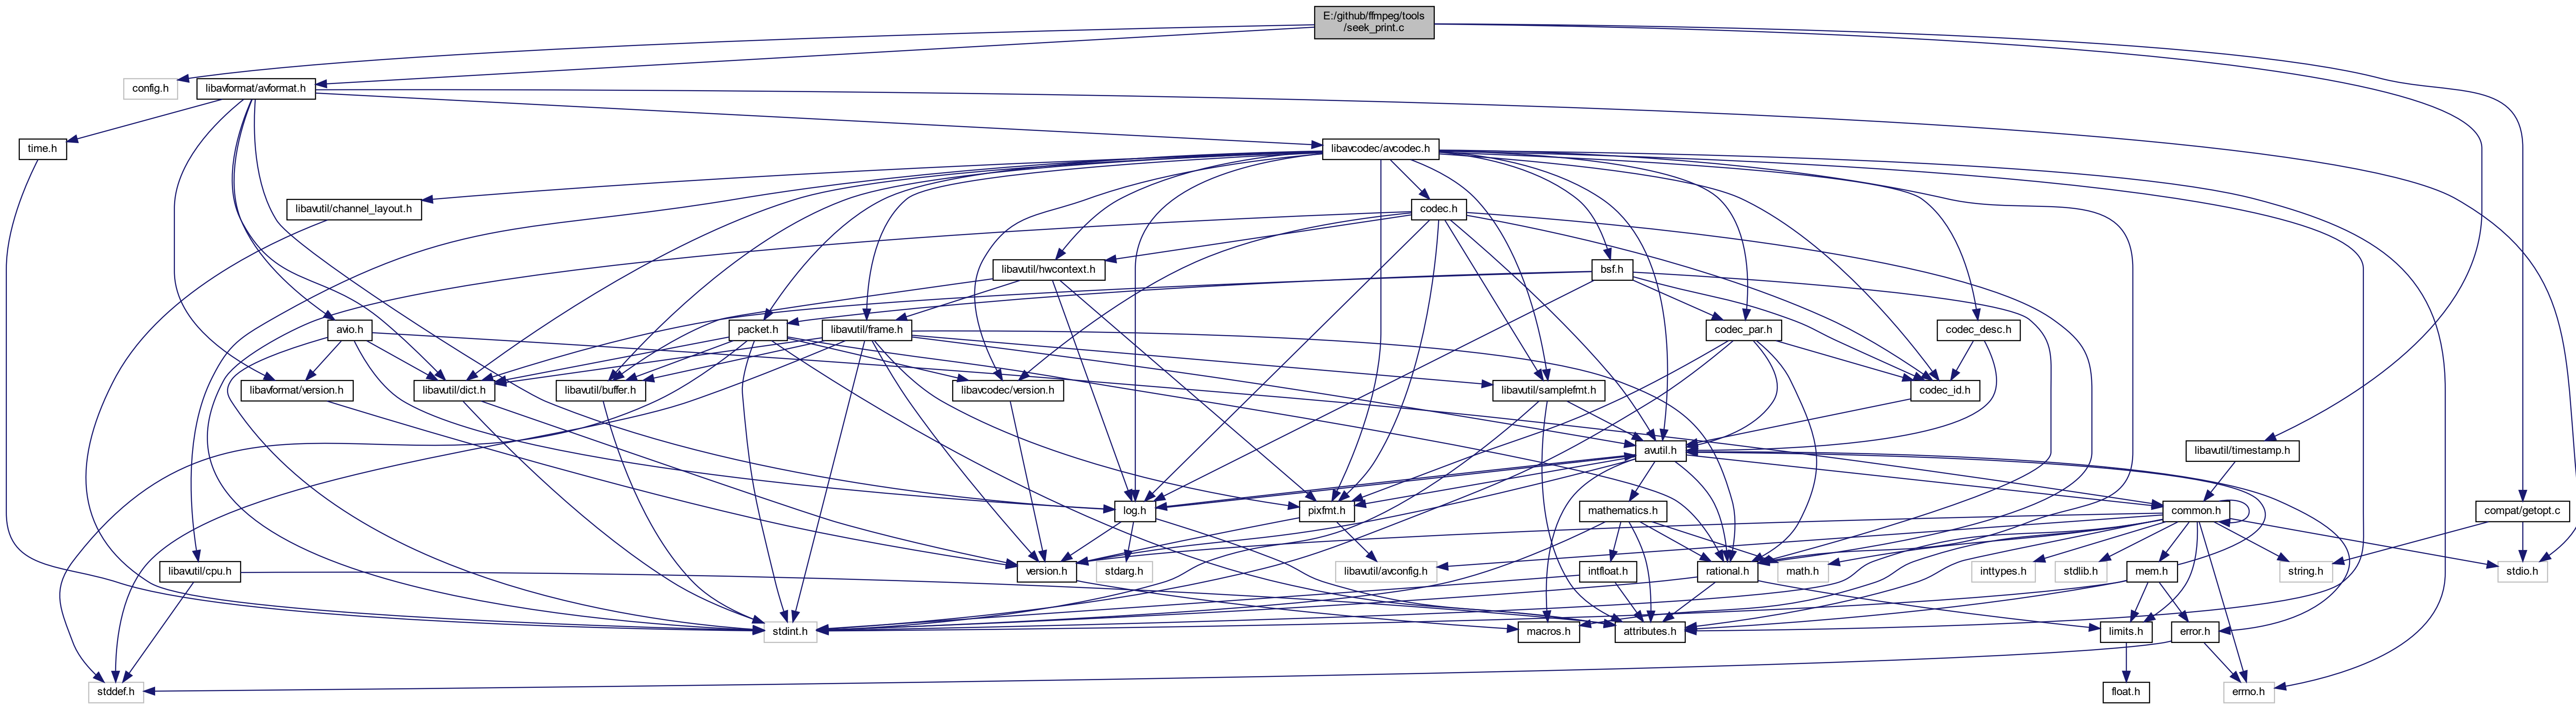 E:/github/ffmpeg/tools
/seek_print.c
config.h
libavformat/avformat.h
time.h
libavcodec/avcodec.h
libavutil/channel_layout.h
codec.h
libavutil/hwcontext.h
bsf.h
avio.h
packet.h
libavutil/frame.h
codec_par.h
codec_desc.h
libavformat/version.h
libavutil/dict.h
libavutil/buffer.h
libavcodec/version.h
libavutil/samplefmt.h
codec_id.h
avutil.h
libavutil/timestamp.h
log.h
pixfmt.h
mathematics.h
common.h
compat/getopt.c
libavutil/cpu.h
version.h
stdarg.h
libavutil/avconfig.h
intfloat.h
rational.h
math.h
inttypes.h
stdlib.h
mem.h
string.h
stdio.h
stdint.h
macros.h
attributes.h
limits.h
error.h
stddef.h
float.h
errno.h